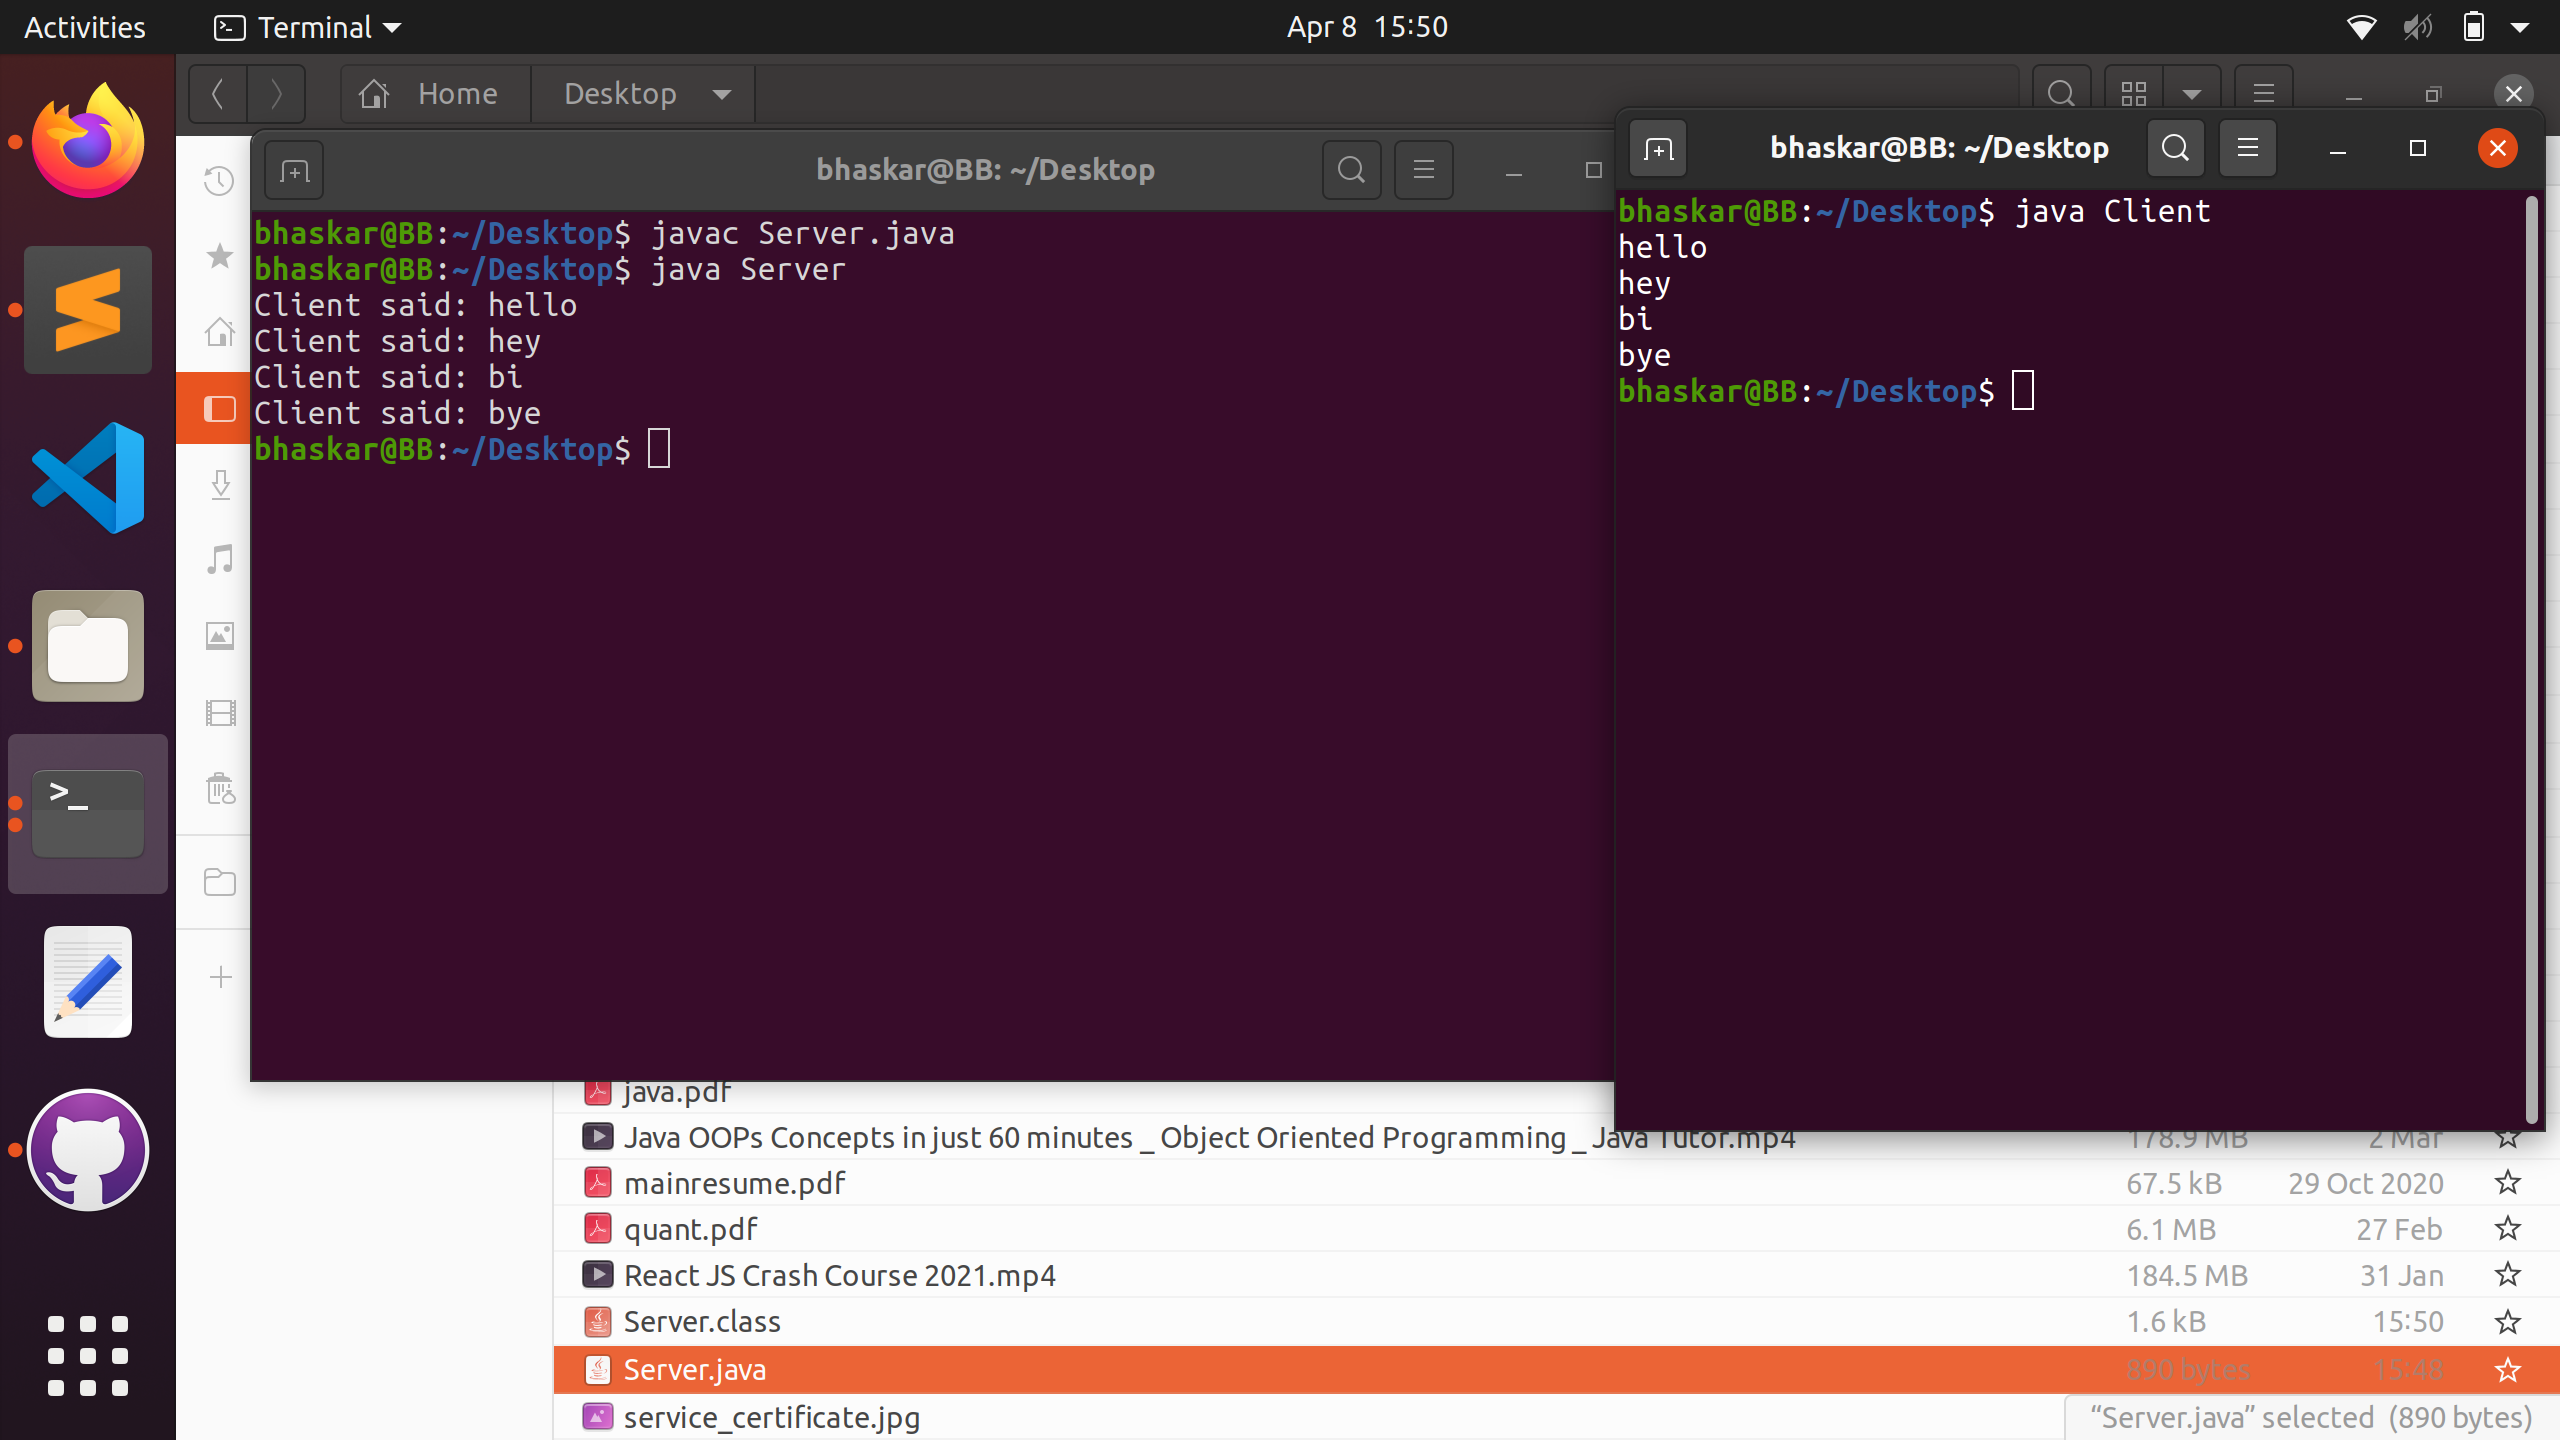 Activities
Terminal
Apr 8 15:50
Home
Desktop
bhaskar@BB: ~/Desktop
bhaskar@BB:~/Desktop$ javac Server.java
bhaskar@BB:~/Desktop$ java Server
Client said: hello
Client said: hey
Client said: bi
Client said: bye
bhaskar@BB:~/Desktop$
bhaskar@BB: ~/Desktop
bhaskar@BB:~/Desktop$ java Client
hello
hey
bi
bye
bhaskar@BB:~/Desktop$
>_
java.pdf
Java OOPs Concepts in just 60 minutes _ Object Oriented Programming _ Java Tutor.mp4 178.9 MB 2 Mar
mainresume.pdf 67.5 kB 29 Oct 2020
quant.pdf 6.1 MB 27 Feb
React JS Crash Course 2021.mp4 184.5 MB 31 Jan
Server.class 1.6 kB 15:50
Server.java 890 bytes 15:48
service_certificate.jpg
“Server.java” selected (890 bytes)